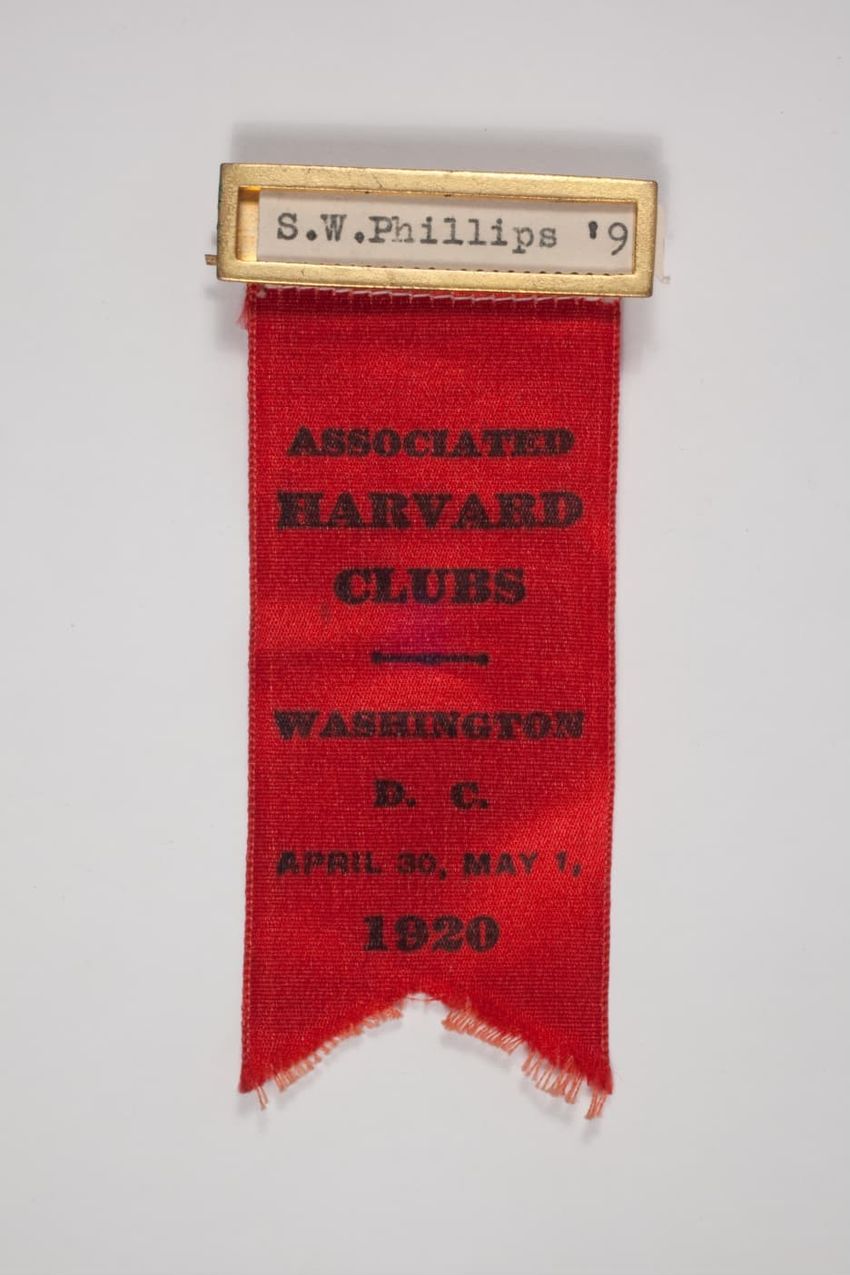 S.W.Phillips '9
ASSOCIATED
HARVARD
CLUBS
WASHINGTON
D. C.
APRIL 30, MAY 1,
1920